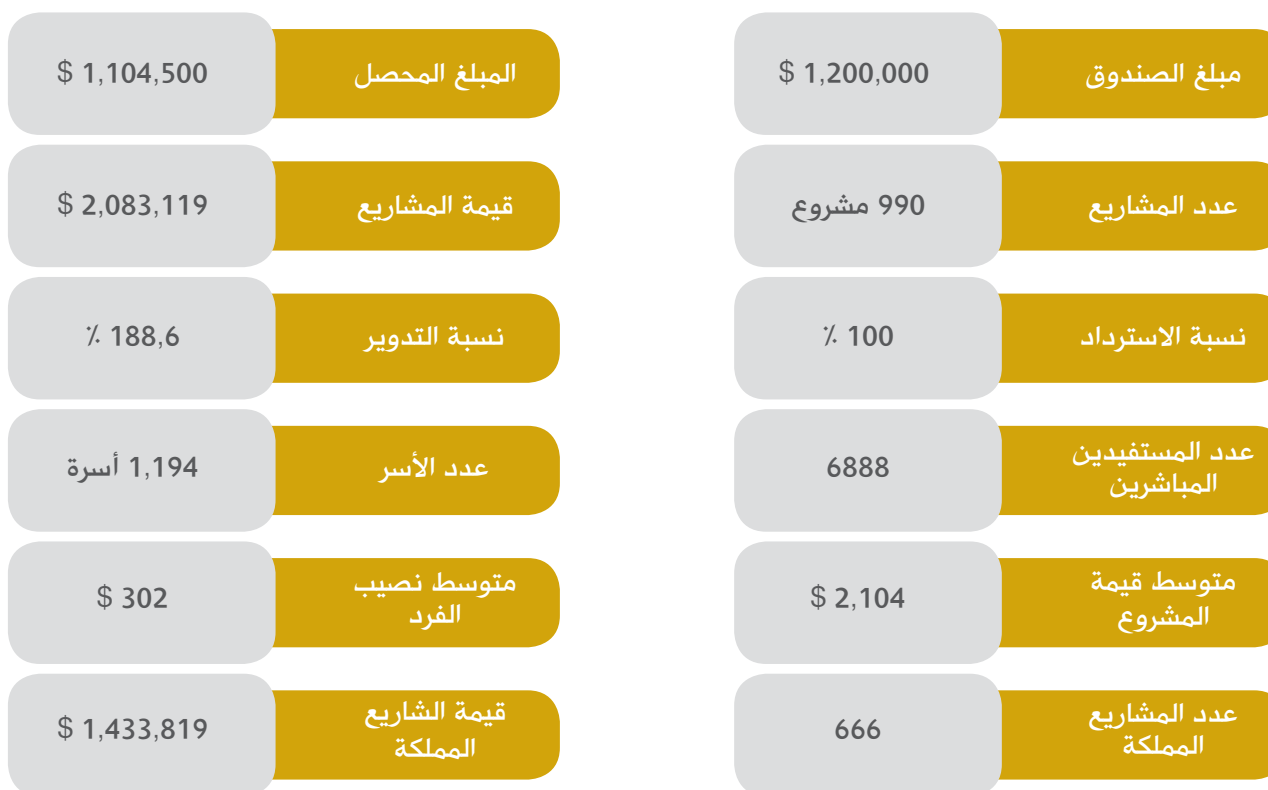 مبلغ الصندوق
1,200,000 $
المبلغ المحصل
1,104,500 $
عدد المشاريع
990 مشروع
قيمة المشاريع
2,083,119 $
نسبة الاسترداد
100 ٪
نسبة التدوير
188,6 ٪
عدد المستفيدين
المباشرين
6888
عدد الأسر
1,194 أسرة
متوسط قيمة
المشروع
2,104 $
متوسط نصيب
الفرد
302 $
عدد المشاريع
المملكة
666
قيمة الشاريع
المملكة
1,433,819 $